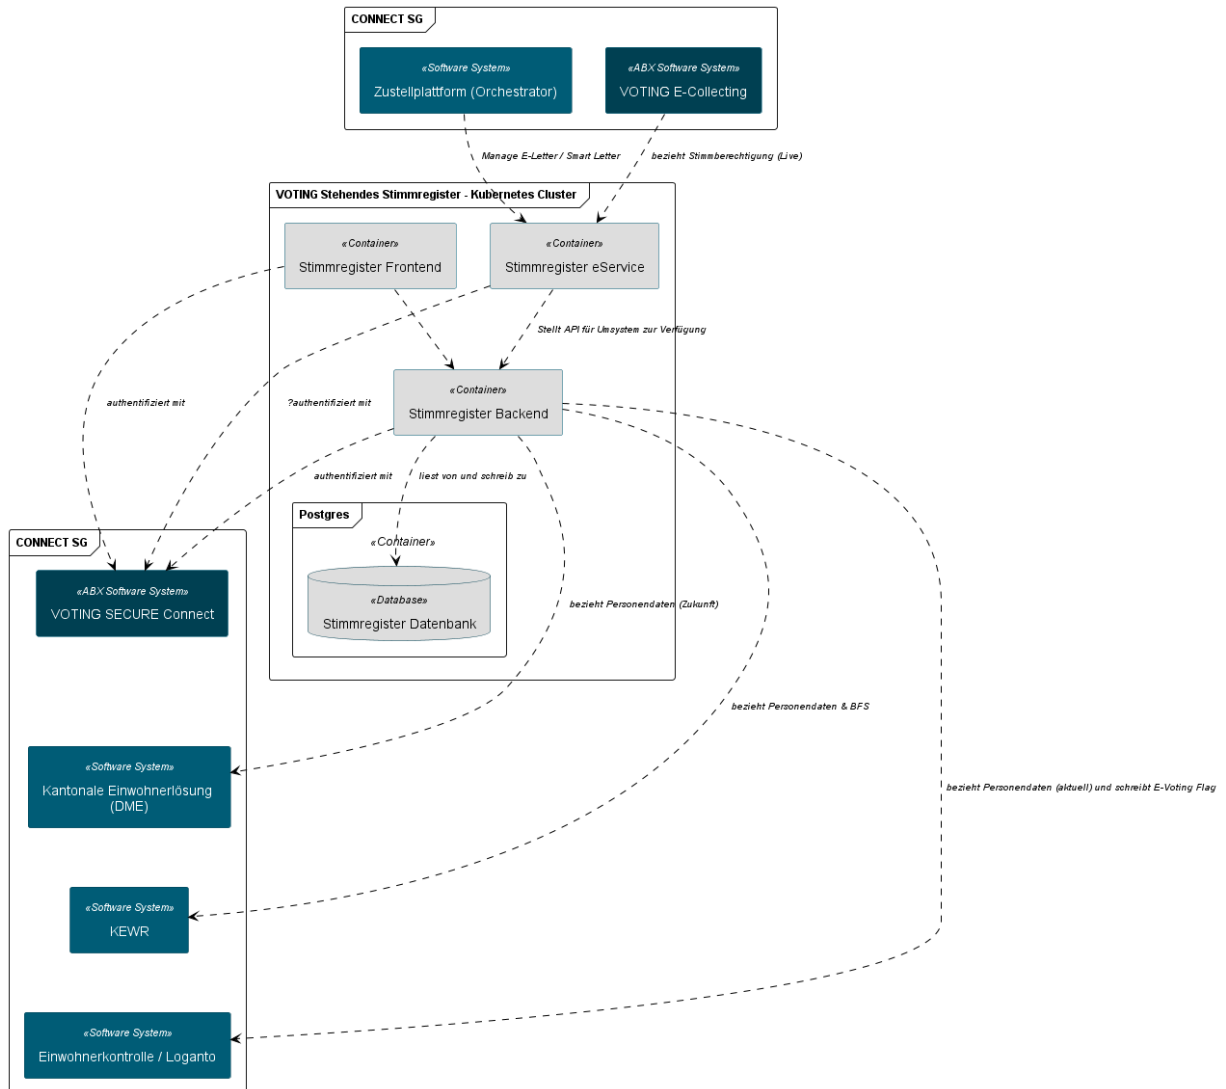 CONNECT SG
«Software System»
Zustellplattform (Orchestrator)
«ABX Software System»
VOTING E-Collecting
Manage E-Letter / Smart Letter
bezieht Stimmberechtigung (Live)
VOTING Stehendes Stimmregister - Kubernetes Cluster
«Container»
Stimmregister Frontend
«Container»
Stimmregister eService
Stellt API für Umsystem zur Verfügung
«Container»
Stimmregister Backend
authentifiziert mit
?authentifiziert mit
authentifiziert mit
liest von und schreib zu
Postgres
«Container»
«Database»
Stimmregister Datenbank
CONNECT SG
«ABX Software System»
VOTING SECURE Connect
bezieht Personendaten (Zukunft)
bezieht Personendaten & BFS
bezieht Personendaten (aktuell) und schreibt E-Voting Flag
«Software System»
Kantonale Einwohnerlösung
(DME)
«Software System»
KEWR
«Software System»
Einwohnerkontrolle / Loganto